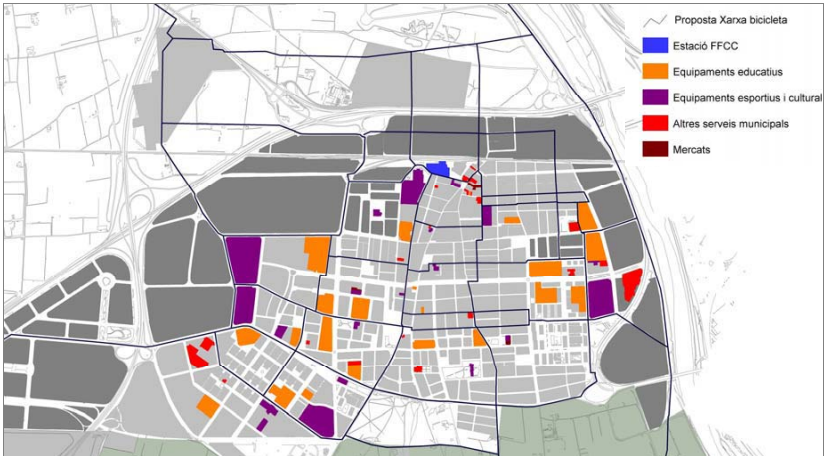 Proposta Xarxa bicicleta
Estació FFCC
Equipaments educatius
Equipaments esportius i cultural
Altres serveis municipals
Mercats